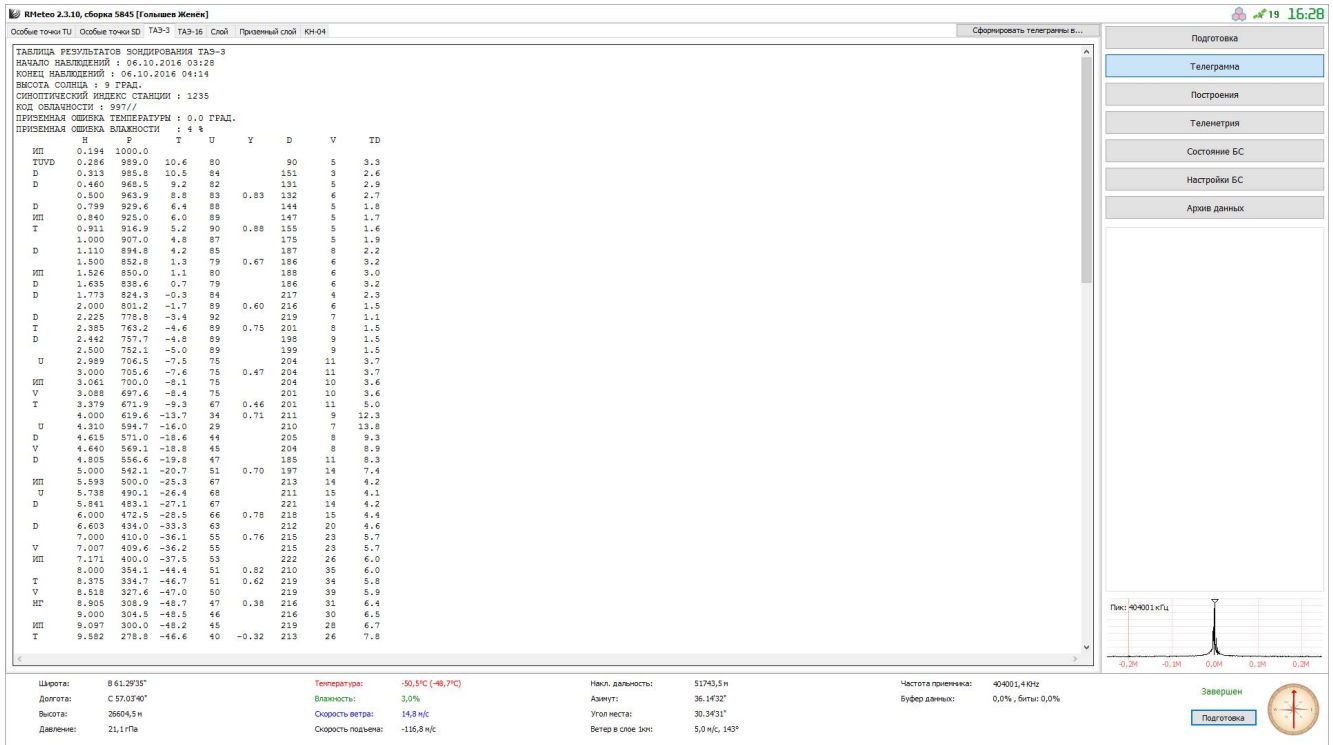 RMeteo 2.3.10, сборка 5845 [Голышев Женёк]
19 16:28
Особые точки TU Особые точки SD ТАЭ-3 ТАЭ-16 Слой Приземный слой КН-04 Сформировать телеграммы в...
ТАБЛИЦА РЕЗУЛЬТАТОВ ЗОНДИРОВАНИЯ ТАЭ-3
НАЧАЛО НАБЛЮДЕНИЙ : 06.10.2016 03:28
КОНЕЦ НАБЛЮДЕНИЙ : 06.10.2016 04:14
ВЫСОТА СОЛНЦА : 9 ГРАД.
СИНОПТИЧЕСКИЙ ИНДЕКС СТАНЦИИ : 1235
КОД ОБЛАЧНОСТИ : 997//
ПРИЗЕМНАЯ ОШИБКА ТЕМПЕРАТУРЫ : 0.0 ГРАД.
ПРИЗЕМНАЯ ОШИБКА ВЛАЖНОСТИ : 4 %
H P T U Y D V TD
ИП 0.194 1000.0
TUVD 0.286 989.0 10.6 80 90 5 3.3
D 0.313 985.8 10.5 84 151 3 2.6
D 0.460 968.5 9.2 82 131 5 2.9
0.500 963.9 8.8 83 0.83 132 6 2.7
D 0.799 929.6 6.4 88 144 5 1.8
ИП 0.840 925.0 6.0 89 147 5 1.7
T 0.911 916.9 5.2 90 0.88 155 5 1.6
1.000 907.0 4.8 87 175 5 1.9
D 1.110 894.8 4.2 85 187 8 2.2
1.500 852.8 1.3 79 0.67 186 6 3.2
ИП 1.526 850.0 1.1 80 188 6 3.0
D 1.635 838.6 0.7 79 186 6 3.2
D 1.773 824.3 -0.3 84 217 4 2.3
2.000 801.2 -1.7 89 0.60 216 6 1.5
D 2.225 778.8 -3.4 92 219 7 1.1
T 2.385 763.2 -4.6 89 0.75 201 8 1.5
D 2.442 757.7 -4.8 89 198 9 1.5
2.500 752.1 -5.0 89 199 9 1.5
U 2.989 706.5 -7.5 75 204 11 3.7
3.000 705.6 -7.6 75 0.47 204 11 3.7
ИП 3.061 700.0 -8.1 75 204 10 3.6
V 3.088 697.6 -8.4 75 201 10 3.6
T 3.379 671.9 -9.3 67 0.46 201 11 5.0
4.000 619.6 -13.7 34 0.71 211 9 12.3
U 4.310 594.7 -16.0 29 210 7 13.8
D 4.615 571.0 -18.6 44 205 8 9.3
V 4.640 569.1 -18.8 45 204 8 8.9
D 4.805 556.6 -19.8 47 185 11 8.3
5.000 542.1 -20.7 51 0.70 197 14 7.4
ИП 5.593 500.0 -25.3 67 213 14 4.2
U 5.738 490.1 -26.4 68 211 15 4.1
D 5.841 483.1 -27.1 67 221 14 4.2
6.000 472.5 -28.5 66 0.78 218 15 4.4
D 6.603 434.0 -33.3 63 212 20 4.6
7.000 410.0 -36.1 55 0.76 215 23 5.7
V 7.007 409.6 -36.2 55 215 23 5.7
ИП 7.171 400.0 -37.5 53 222 26 6.0
8.000 354.1 -44.4 51 0.82 210 35 6.0
T 8.375 334.7 -46.7 51 0.62 219 34 5.8
V 8.518 327.6 -47.0 50 219 39 5.9
НГ 8.905 308.9 -48.7 47 0.38 216 31 6.4
9.000 304.5 -48.5 46 216 30 6.5
ИП 9.097 300.0 -48.2 45 219 28 6.7
T 9.582 278.8 -46.6 40 -0.32 213 26 7.8
Подготовка
Телеграмма
Построения
Телеметрия
Состояние БС
Настройки БС
Архив данных
Пик: 404001 кГц
-0.2M -0.1M 0.0M 0.1M 0.2M
Широта: В 61.29'35" Температура: -50,5°C (-48,7°C) Накл. дальность: 51743,5 м Частота приемника: 404001,4 KHz
Долгота: С 57.03'40" Влажность: 3,0% Азимут: 36.14'32" Буфер данных: 0,0% , биты: 0,0%
Высота: 26604,5 м Скорость ветра: 14,8 м/с Угол места: 30.34'31"
Давление: 21,1 гПа Скорость подъема: -116,8 м/с Ветер в слое 1км: 5,0 м/с, 143°
Завершен
Подготовка